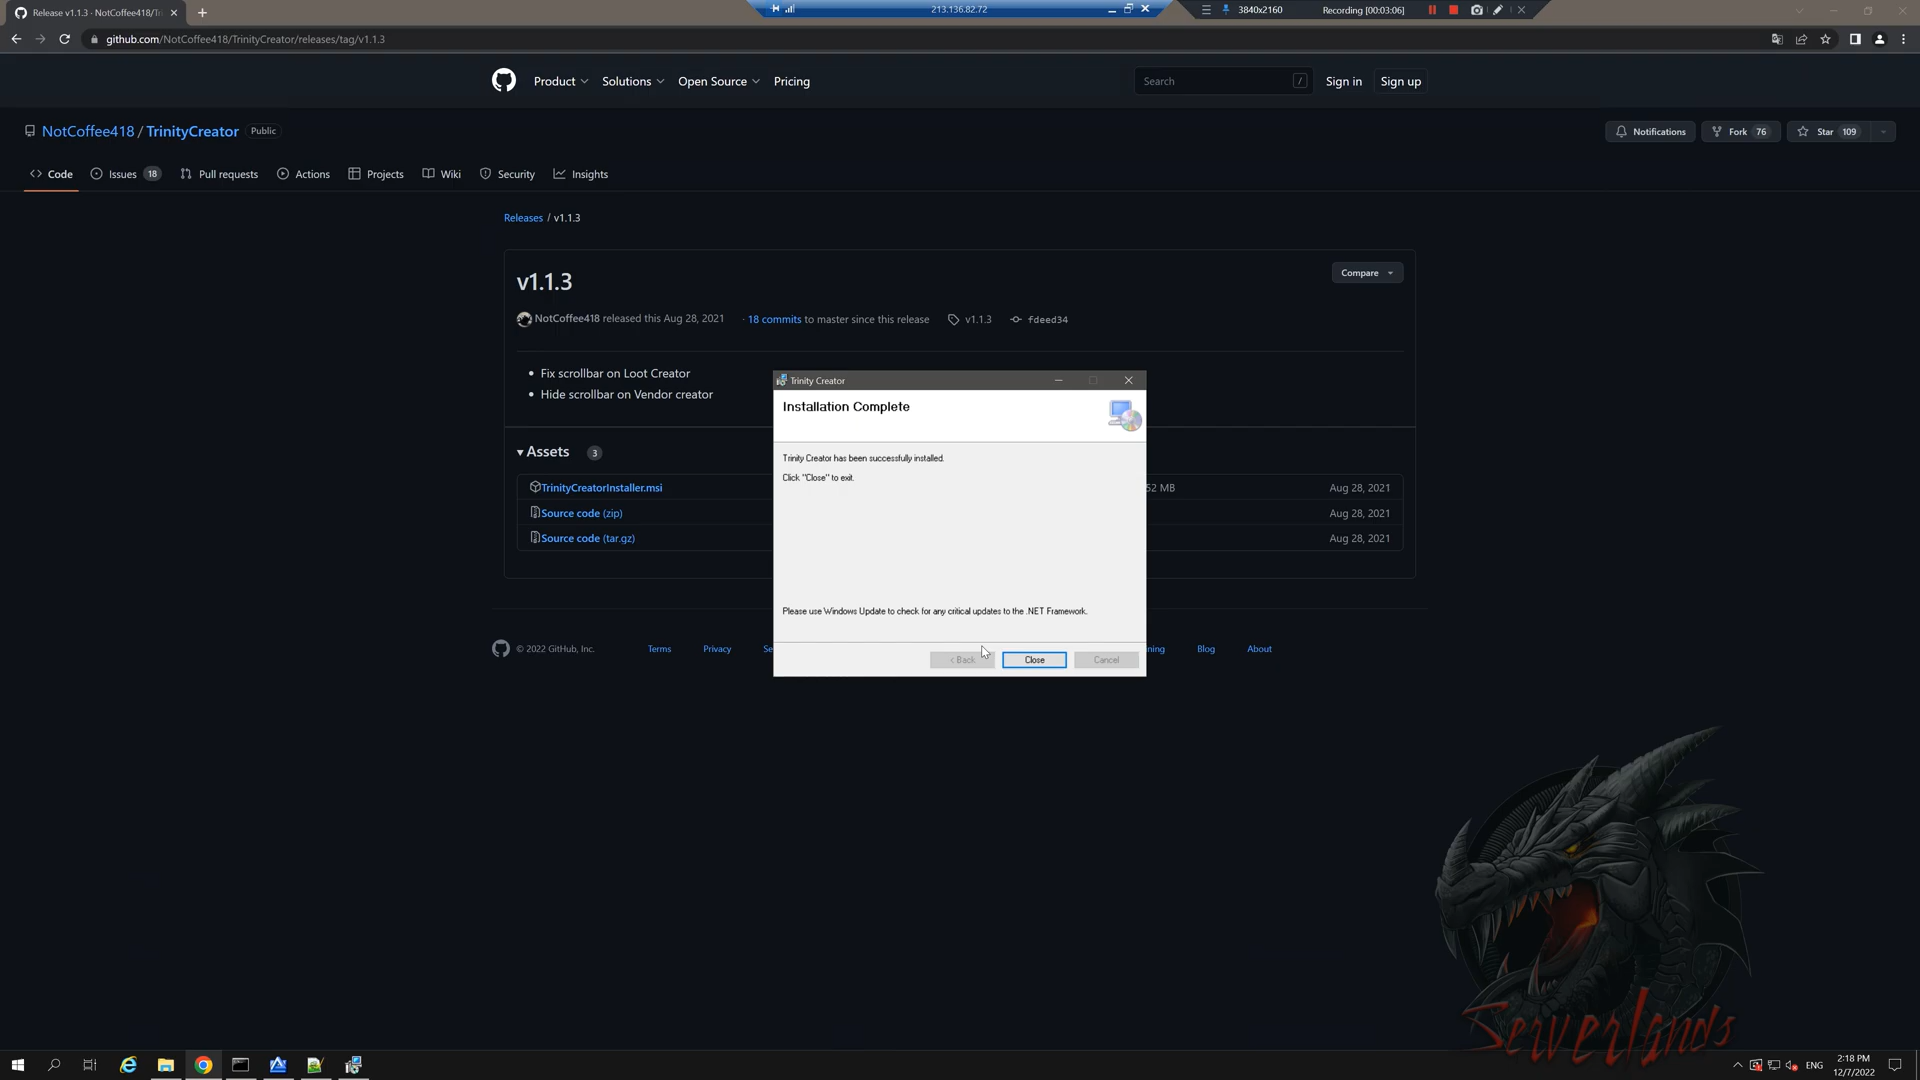 Release v1.1.3 · NotCoffee418/Tri
213.136.82.72
3840x2160
Recording [00:03:06]
github.com/NotCoffee418/TrinityCreator/releases/tag/v1.1.3
Product
Solutions
Open Source
Pricing
Search
/
Sign in
Sign up
NotCoffee418 / TrinityCreator
Public
Notifications
Fork 76
Star 109
Code
Issues 18
Pull requests
Actions
Projects
Wiki
Security
Insights
Releases / v1.1.3
v1.1.3
Compare
NotCoffee418 released this Aug 28, 2021
· 18 commits to master since this release
v1.1.3
fdeed34
• Fix scrollbar on Loot Creator
• Hide scrollbar on Vendor creator
Assets 3
TrinityCreatorInstaller.msi
52 MB
Aug 28, 2021
Source code (zip)
Aug 28, 2021
Source code (tar.gz)
Aug 28, 2021
Trinity Creator
Installation Complete
Trinity Creator has been successfully installed.
Click "Close" to exit.
Please use Windows Update to check for any critical updates to the .NET Framework.
< Back
Close
Cancel
© 2022 GitHub, Inc.
Terms
Privacy
Se
ning
Blog
About
Serverlands
ENG
2:18 PM
12/7/2022